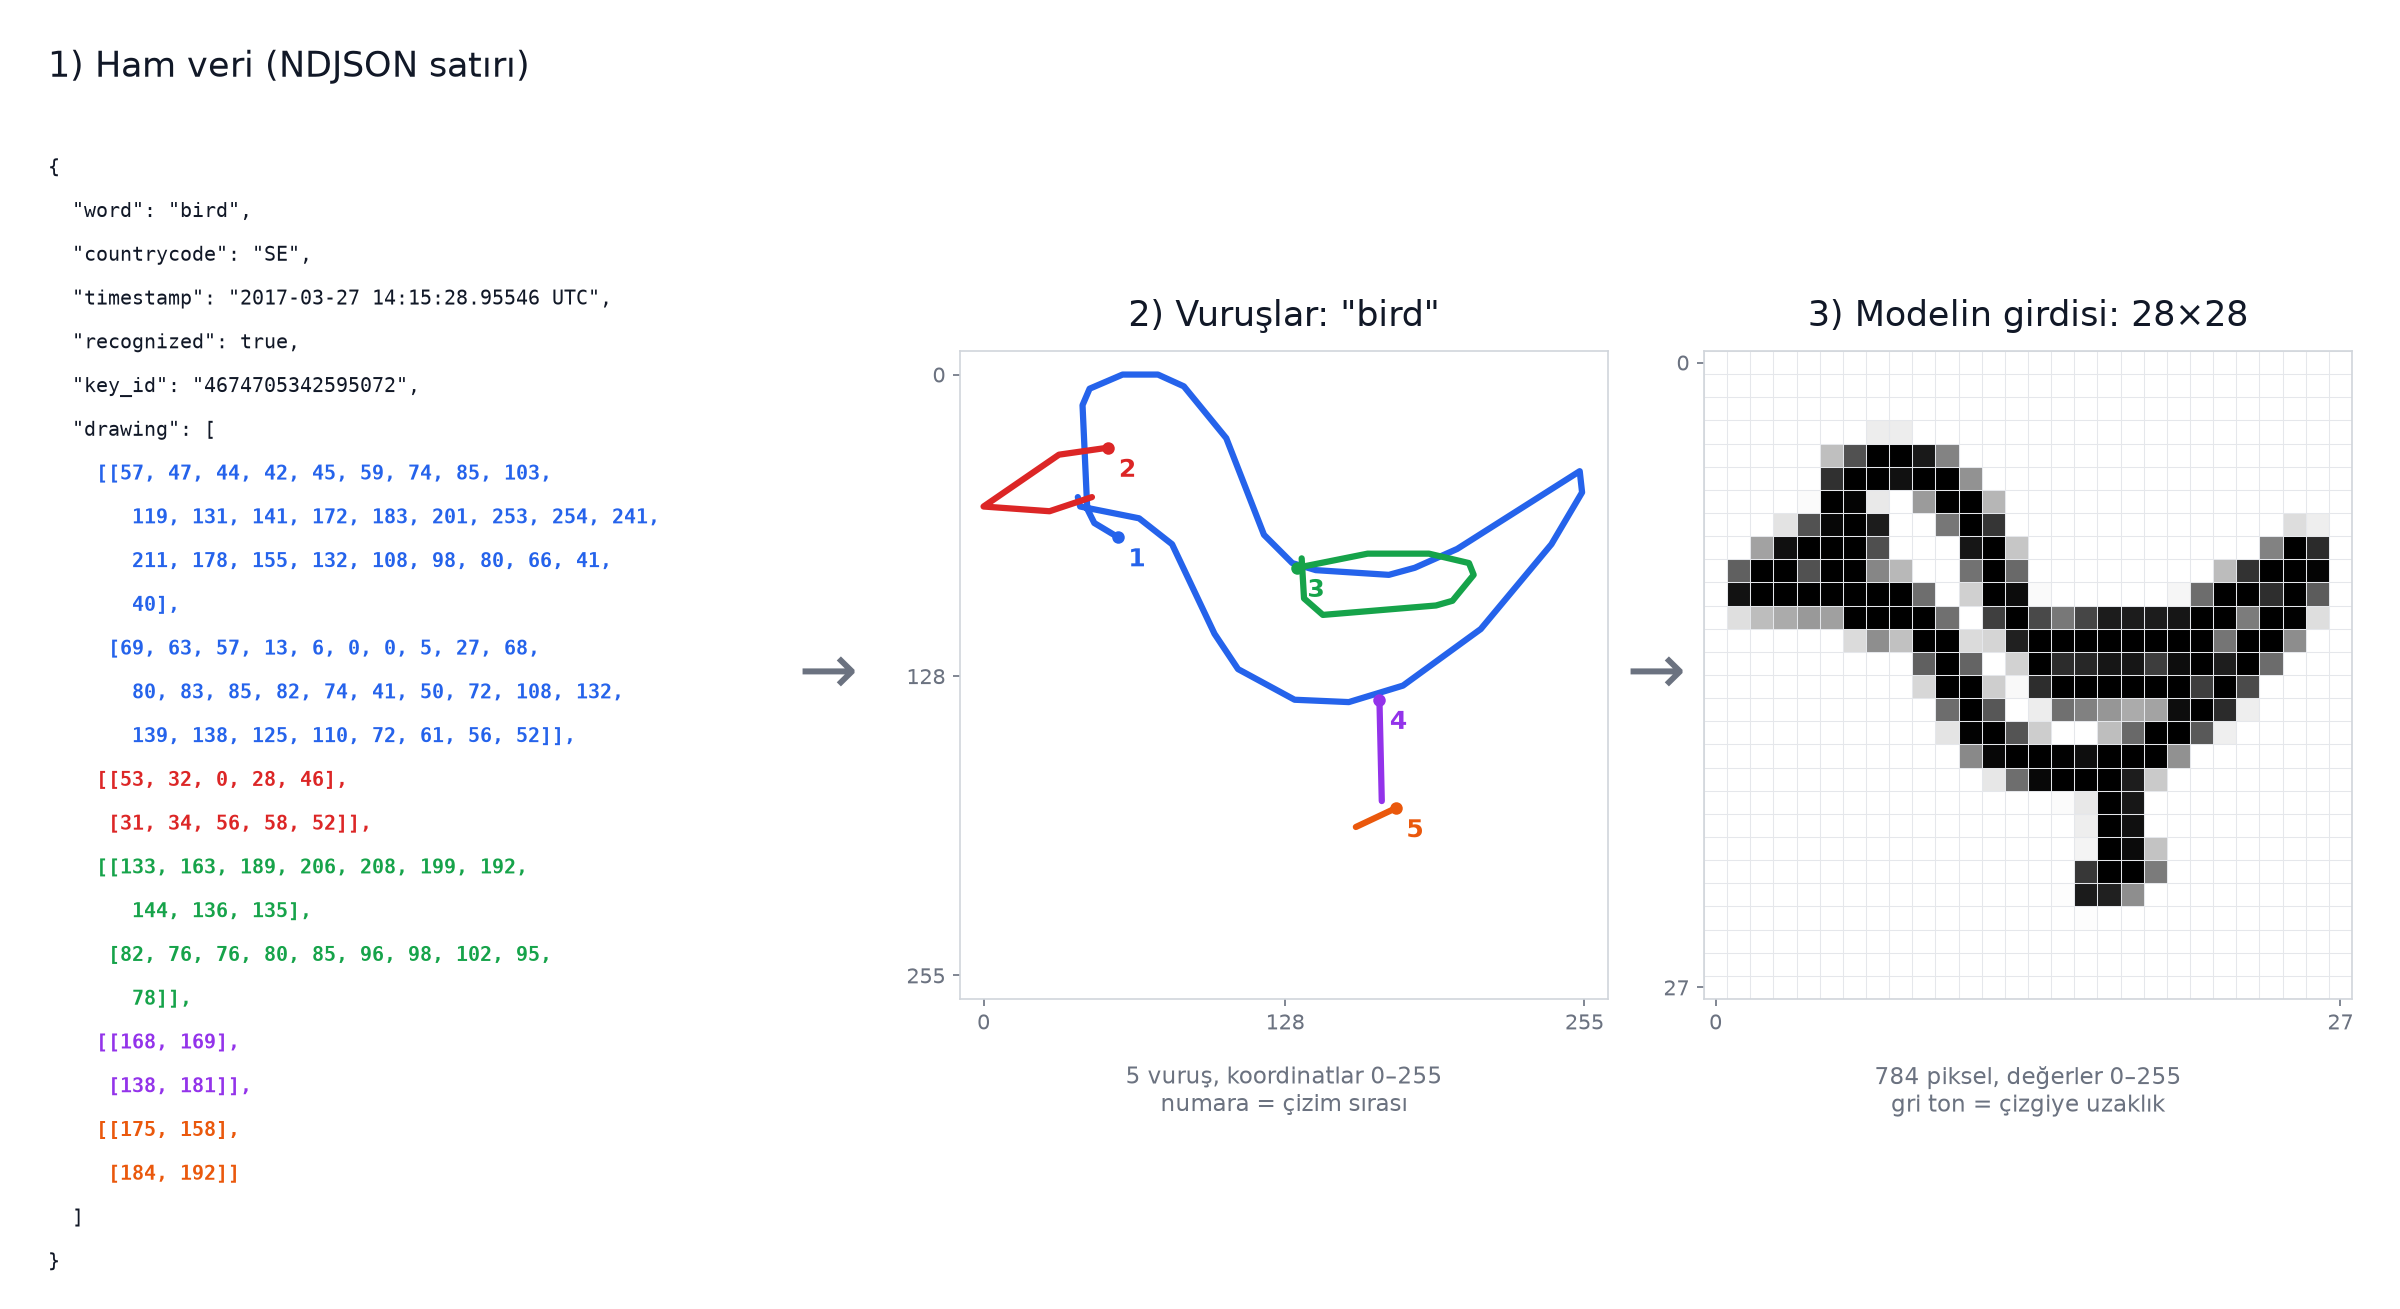 1) Ham veri (NDJSON satırı)
{
"word": "bird",
"countrycode": "SE",
"timestamp": "2017-03-27 14:15:28.95546 UTC",
"recognized": true,
"key_id": "4674705342595072",
"drawing": [
[[57, 47, 44, 42, 45, 59, 74, 85, 103,
119, 131, 141, 172, 183, 201, 253, 254, 241,
211, 178, 155, 132, 108, 98, 80, 66, 41,
40],
[69, 63, 57, 13, 6, 0, 0, 5, 27, 68,
80, 83, 85, 82, 74, 41, 50, 72, 108, 132,
139, 138, 125, 110, 72, 61, 56, 52]],
[[53, 32, 0, 28, 46],
[31, 34, 56, 58, 52]],
[[133, 163, 189, 206, 208, 199, 192,
144, 136, 135],
[82, 76, 76, 80, 85, 96, 98, 102, 95,
78]],
[[168, 169],
[138, 181]],
[[175, 158],
[184, 192]]
]
}
→
2) Vuruşlar: "bird"
0
128
255
1
2
3
4
5
0 128 255
5 vuruş, koordinatlar 0–255
numara = çizim sırası
→
3) Modelin girdisi: 28×28
0
27
0 27
784 piksel, değerler 0–255
gri ton = çizgiye uzaklık